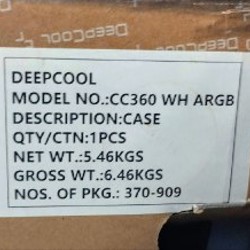 DEEPCOOL
DEEPCOOL
MODEL NO.:CC360 WH ARGB
DESCRIPTION:CASE
QTY/CTN:1PCS
NET WT.:5.46KGS
GROSS WT.:6.46KGS
NOS. OF PKG.: 370-909